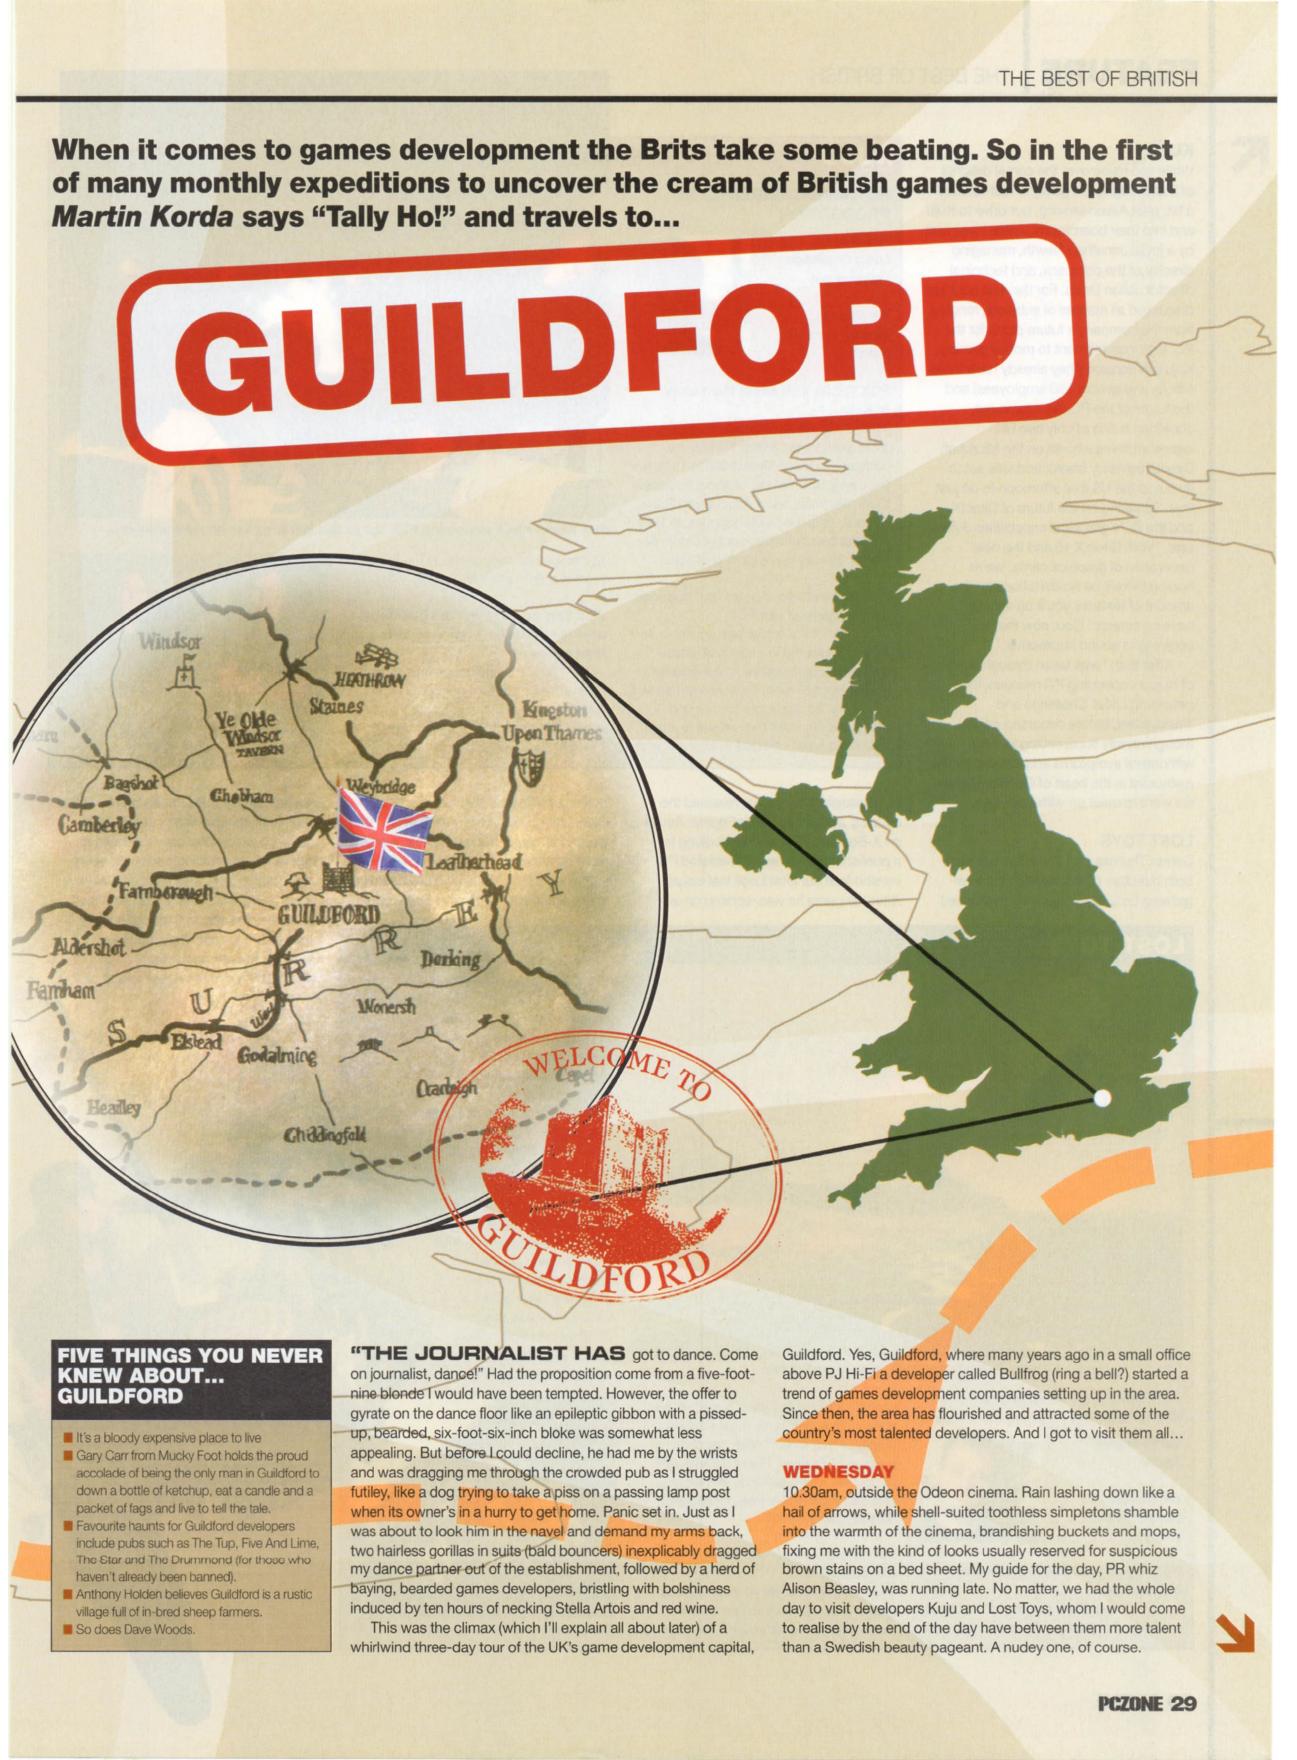 THE BEST OF BRITISH
When it comes to games development the Brits take some beating. So in the first
of many monthly expeditions to uncover the cream of British games development
Martin Korda says “Tally Ho!” and travels to...
GUILDFORD
Windsor
HEATHROW
Staines
Kingston
Upon Thames
Ye Olde
Windsor
TAVERN
Bagshot
Chobham
Weybridge
Camberley
Leatherhead
Farnborough
GUILDFORD
SURREY
Aldershot
Dorking
Farnham
Wonersh
Wey
Elstead
Godalming
Cranleigh
Capel
Headley
Chiddingfold
WELCOME TO
GUILDFORD
FIVE THINGS YOU NEVER
KNEW ABOUT...
GUILDFORD
It's a bloody expensive place to live
Gary Carr from Mucky Foot holds the proud
accolade of being the only man in Guildford to
down a bottle of ketchup, eat a candle and a
packet of fags and live to tell the tale.
Favourite haunts for Guildford developers
include pubs such as The Tup, Five And Lime,
The Star and The Drummond (for those who
haven't already been banned).
Anthony Holden believes Guildford is a rustic
village full of in-bred sheep farmers.
So does Dave Woods.
“THE JOURNALIST HAS got to dance. Come
on journalist, dance!” Had the proposition come from a five-foot-
nine blonde I would have been tempted. However, the offer to
gyrate on the dance floor like an epileptic gibbon with a pissed-
up, bearded, six-foot-six-inch bloke was somewhat less
appealing. But before I could decline, he had me by the wrists
and was dragging me through the crowded pub as I struggled
futiley, like a dog trying to take a piss on a passing lamp post
when its owner's in a hurry to get home. Panic set in. Just as I
was about to look him in the navel and demand my arms back,
two hairless gorillas in suits (bald bouncers) inexplicably dragged
my dance partner out of the establishment, followed by a herd of
baying, bearded games developers, bristling with bolshiness
induced by ten hours of necking Stella Artois and red wine.
This was the climax (which I'll explain all about later) of a
whirlwind three-day tour of the UK's game development capital,
Guildford. Yes, Guildford, where many years ago in a small office
above PJ Hi-Fi a developer called Bullfrog (ring a bell?) started a
trend of games development companies setting up in the area.
Since then, the area has flourished and attracted some of the
country's most talented developers. And I got to visit them all...
WEDNESDAY
10.30am, outside the Odeon cinema. Rain lashing down like a
hail of arrows, while shell-suited toothless simpletons shamble
into the warmth of the cinema, brandishing buckets and mops,
fixing me with the kind of looks usually reserved for suspicious
brown stains on a bed sheet. My guide for the day, PR whiz
Alison Beasley, was running late. No matter, we had the whole
day to visit developers Kuju and Lost Toys, whom I would come
to realise by the end of the day have between them more talent
than a Swedish beauty pageant. A nudey one, of course.
PCZONE 29